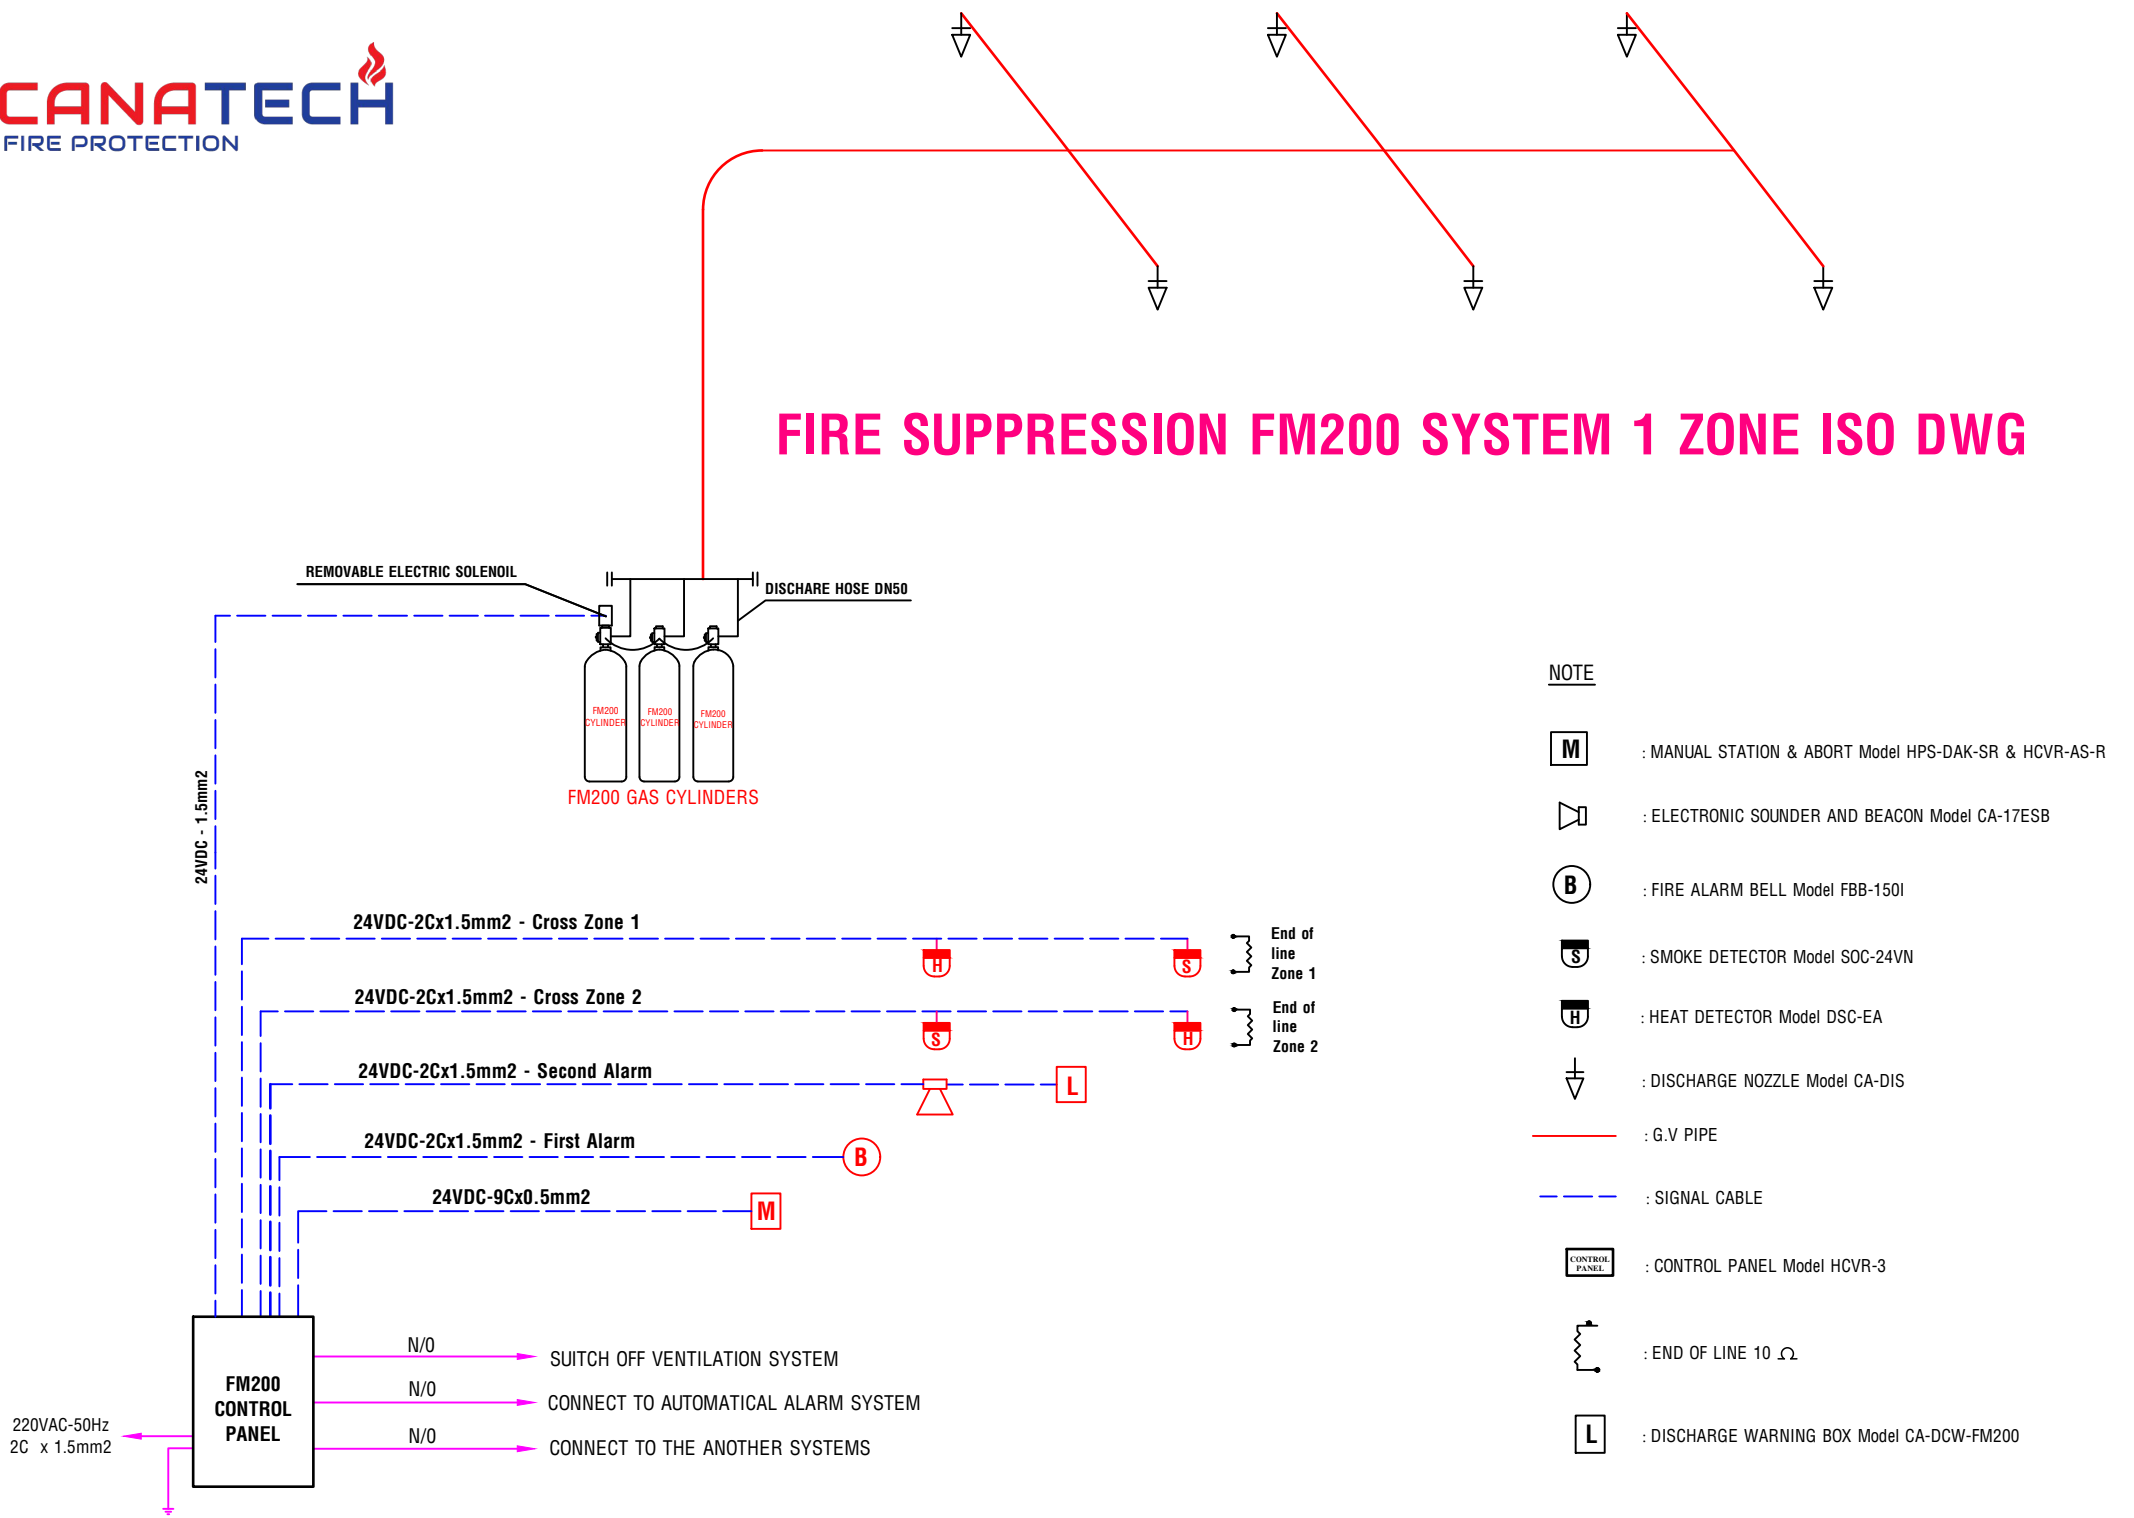 CANATECH
FIRE PROTECTION
FIRE SUPPRESSION FM200 SYSTEM 1 ZONE ISO DWG
REMOVABLE ELECTRIC SOLENOIL
DISCHARE HOSE DN50
FM200
CYLINDER
FM200
CYLINDER
FM200
CYLINDER
FM200 GAS CYLINDERS
24VDC - 1.5mm2
24VDC-2Cx1.5mm2 - Cross Zone 1
H
S
End of
line
Zone 1
24VDC-2Cx1.5mm2 - Cross Zone 2
S
H
End of
line
Zone 2
24VDC-2Cx1.5mm2 - Second Alarm
L
24VDC-2Cx1.5mm2 - First Alarm
B
24VDC-9Cx0.5mm2
M
FM200
CONTROL
PANEL
220VAC-50Hz
2C x 1.5mm2
N/O
SUITCH OFF VENTILATION SYSTEM
N/O
CONNECT TO AUTOMATICAL ALARM SYSTEM
N/O
CONNECT TO THE ANOTHER SYSTEMS
NOTE
M : MANUAL STATION & ABORT Model HPS-DAK-SR & HCVR-AS-R
: ELECTRONIC SOUNDER AND BEACON Model CA-17ESB
B : FIRE ALARM BELL Model FBB-150I
S : SMOKE DETECTOR Model SOC-24VN
H : HEAT DETECTOR Model DSC-EA
: DISCHARGE NOZZLE Model CA-DIS
: G.V PIPE
: SIGNAL CABLE
CONTROL
PANEL
: CONTROL PANEL Model HCVR-3
: END OF LINE 10 Ω
L : DISCHARGE WARNING BOX Model CA-DCW-FM200